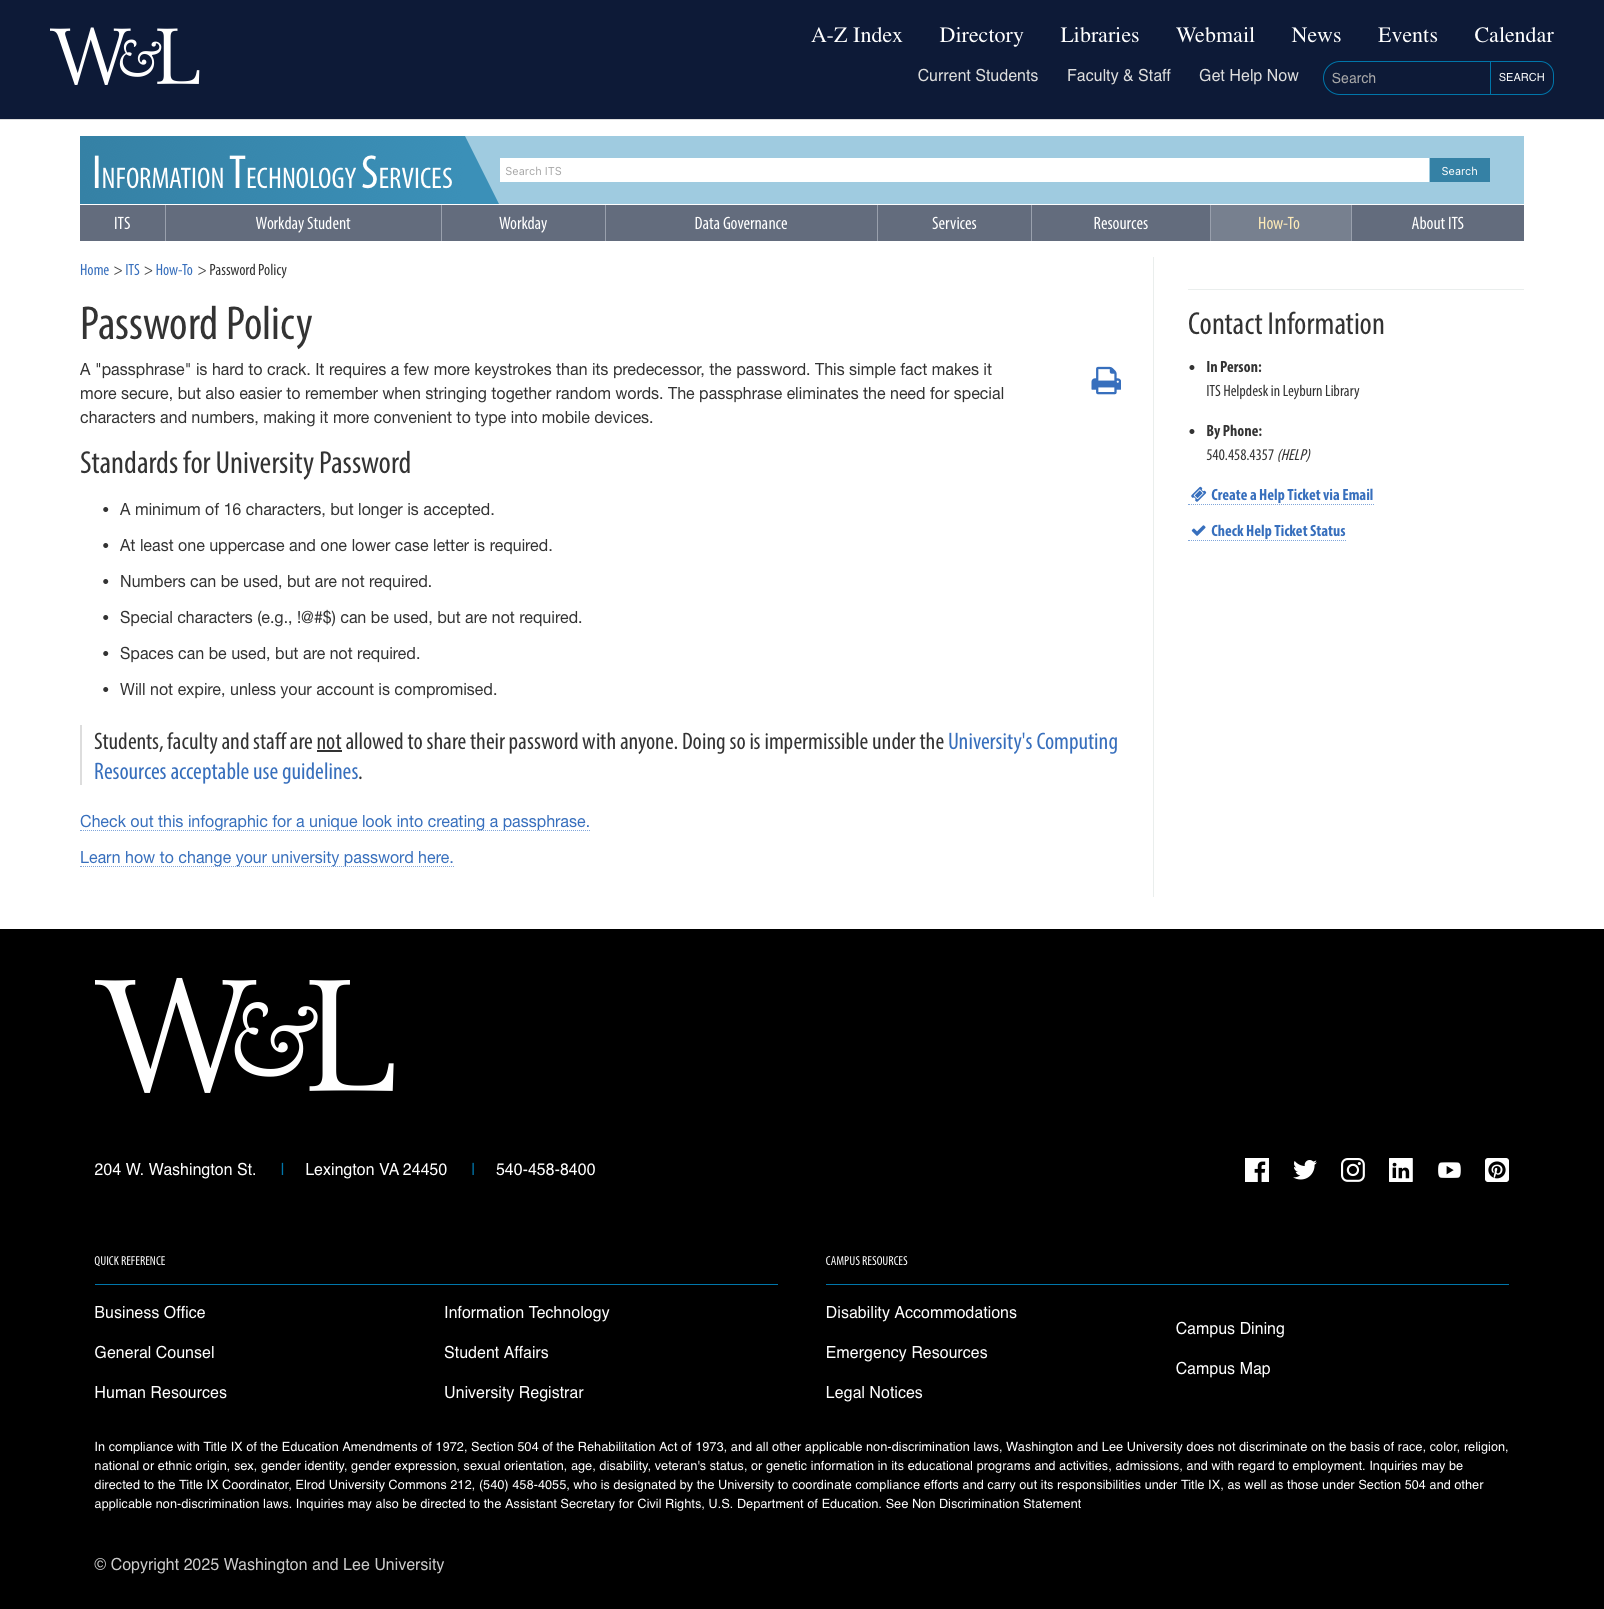 W&L
A-Z Index Directory Libraries Webmail News Events Calendar
Current Students Faculty & Staff Get Help Now Search SEARCH
INFORMATION TECHNOLOGY SERVICES
Search ITS Search
ITS Workday Student Workday Data Governance Services Resources How-To About ITS
Home > ITS > How-To > Password Policy
Password Policy
A "passphrase" is hard to crack. It requires a few more keystrokes than its predecessor, the password. This simple fact makes it
more secure, but also easier to remember when stringing together random words. The passphrase eliminates the need for special
characters and numbers, making it more convenient to type into mobile devices.
Standards for University Password
• A minimum of 16 characters, but longer is accepted.
• At least one uppercase and one lower case letter is required.
• Numbers can be used, but are not required.
• Special characters (e.g., !@#$) can be used, but are not required.
• Spaces can be used, but are not required.
• Will not expire, unless your account is compromised.
Students, faculty and staff are not allowed to share their password with anyone. Doing so is impermissible under the University's Computing
Resources acceptable use guidelines.
Check out this infographic for a unique look into creating a passphrase.
Learn how to change your university password here.
Contact Information
• In Person:
ITS Helpdesk in Leyburn Library
• By Phone:
540.458.4357 (HELP)
Create a Help Ticket via Email
Check Help Ticket Status
W&L
204 W. Washington St. | Lexington VA 24450 | 540-458-8400
QUICK REFERENCE
Business Office
General Counsel
Human Resources
Information Technology
Student Affairs
University Registrar
CAMPUS RESOURCES
Disability Accommodations
Emergency Resources
Legal Notices
Campus Dining
Campus Map
In compliance with Title IX of the Education Amendments of 1972, Section 504 of the Rehabilitation Act of 1973, and all other applicable non-discrimination laws, Washington and Lee University does not discriminate on the basis of race, color, religion,
national or ethnic origin, sex, gender identity, gender expression, sexual orientation, age, disability, veteran's status, or genetic information in its educational programs and activities, admissions, and with regard to employment. Inquiries may be
directed to the Title IX Coordinator, Elrod University Commons 212, (540) 458-4055, who is designated by the University to coordinate compliance efforts and carry out its responsibilities under Title IX, as well as those under Section 504 and other
applicable non-discrimination laws. Inquiries may also be directed to the Assistant Secretary for Civil Rights, U.S. Department of Education. See Non Discrimination Statement
© Copyright 2025 Washington and Lee University